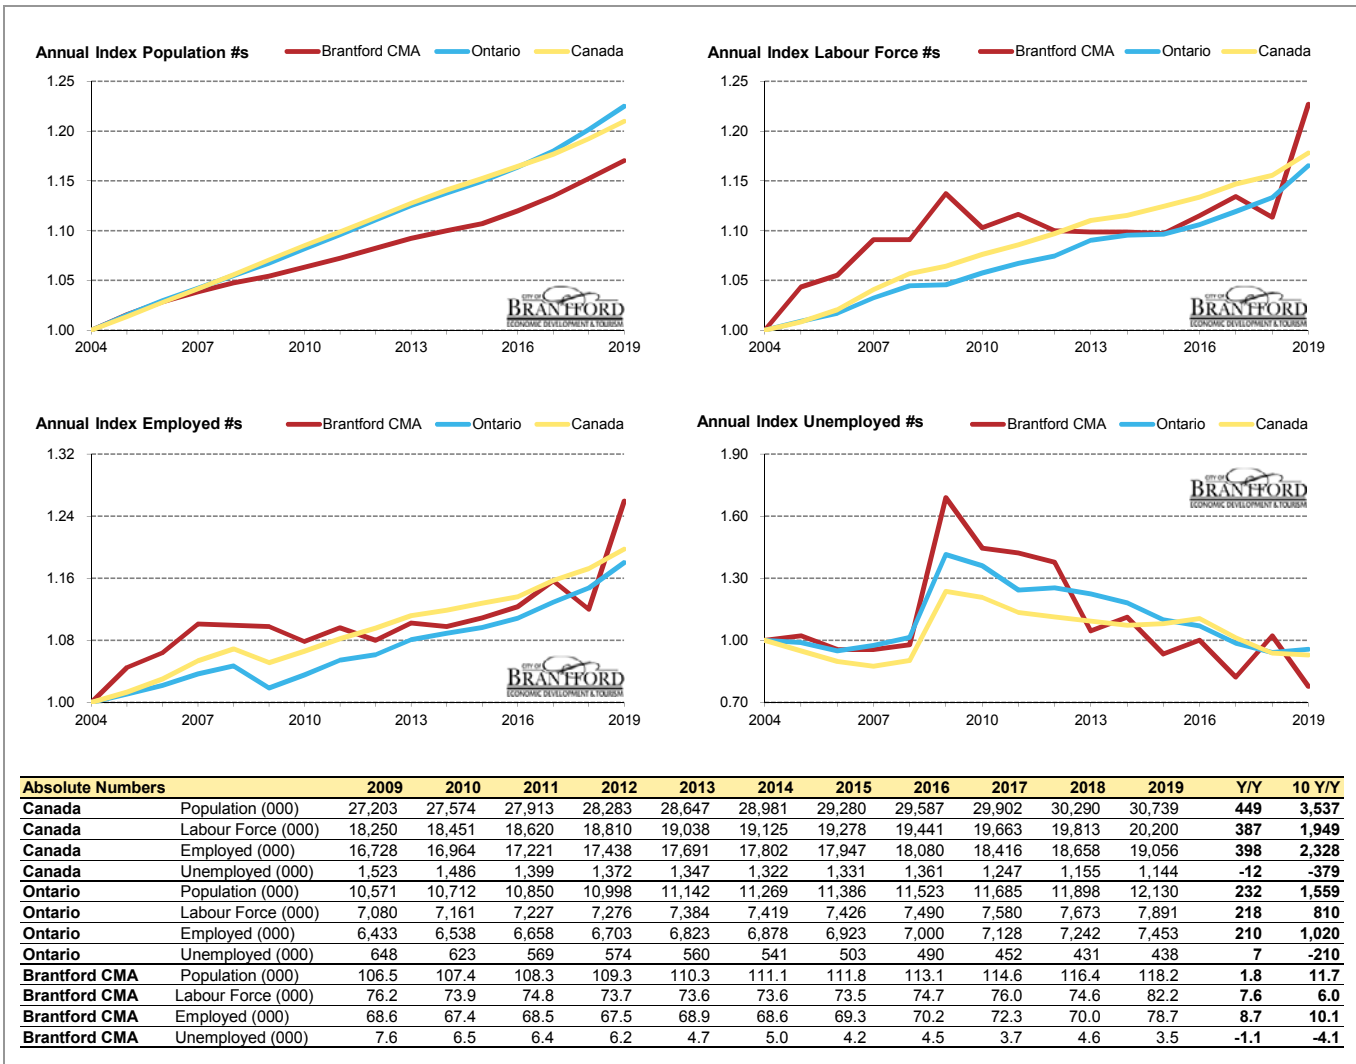 Annual Index Population #s Brantford CMA Ontario Canada
1.25
1.20
1.15
1.10
1.05
1.00
2004 2007 2010 2013 2016 2019
CITY OF
BRANTFORD
ECONOMIC DEVELOPMENT & TOURISM
Annual Index Labour Force #s Brantford CMA Ontario Canada
1.25
1.20
1.15
1.10
1.05
1.00
2004 2007 2010 2013 2016 2019
CITY OF
BRANTFORD
ECONOMIC DEVELOPMENT & TOURISM
Annual Index Employed #s Brantford CMA Ontario Canada
1.32
1.24
1.16
1.08
1.00
2004 2007 2010 2013 2016 2019
CITY OF
BRANTFORD
ECONOMIC DEVELOPMENT & TOURISM
Annual Index Unemployed #s Brantford CMA Ontario Canada
1.90
1.60
1.30
1.00
0.70
2004 2007 2010 2013 2016 2019
CITY OF
BRANTFORD
ECONOMIC DEVELOPMENT & TOURISM
Absolute Numbers 2009 2010 2011 2012 2013 2014 2015 2016 2017 2018 2019 Y/Y 10 Y/Y
Canada Population (000) 27,203 27,574 27,913 28,283 28,647 28,981 29,280 29,587 29,902 30,290 30,739 449 3,537
Canada Labour Force (000) 18,250 18,451 18,620 18,810 19,038 19,125 19,278 19,441 19,663 19,813 20,200 387 1,949
Canada Employed (000) 16,728 16,964 17,221 17,438 17,691 17,802 17,947 18,080 18,416 18,658 19,056 398 2,328
Canada Unemployed (000) 1,523 1,486 1,399 1,372 1,347 1,322 1,331 1,361 1,247 1,155 1,144 -12 -379
Ontario Population (000) 10,571 10,712 10,850 10,998 11,142 11,269 11,386 11,523 11,685 11,898 12,130 232 1,559
Ontario Labour Force (000) 7,080 7,161 7,227 7,276 7,384 7,419 7,426 7,490 7,580 7,673 7,891 218 810
Ontario Employed (000) 6,433 6,538 6,658 6,703 6,823 6,878 6,923 7,000 7,128 7,242 7,453 210 1,020
Ontario Unemployed (000) 648 623 569 574 560 541 503 490 452 431 438 7 -210
Brantford CMA Population (000) 106.5 107.4 108.3 109.3 110.3 111.1 111.8 113.1 114.6 116.4 118.2 1.8 11.7
Brantford CMA Labour Force (000) 76.2 73.9 74.8 73.7 73.6 73.6 73.5 74.7 76.0 74.6 82.2 7.6 6.0
Brantford CMA Employed (000) 68.6 67.4 68.5 67.5 68.9 68.6 69.3 70.2 72.3 70.0 78.7 8.7 10.1
Brantford CMA Unemployed (000) 7.6 6.5 6.4 6.2 4.7 5.0 4.2 4.5 3.7 4.6 3.5 -1.1 -4.1